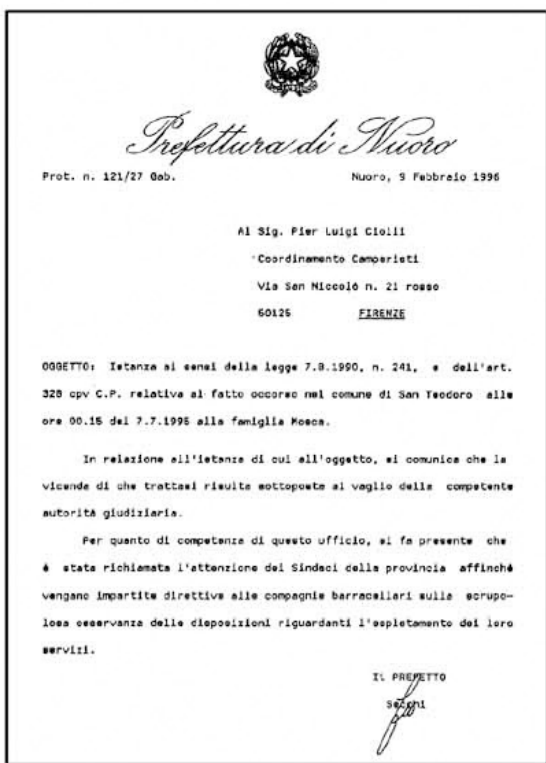 Prefettura di Nuoro
Prot. n. 121/27 Gab.
Nuoro, 9 Febbraio 1996
Al Sig. Pier Luigi Ciolli
Coordinamento Camperisti
Via San Niccolò n. 21 rosso
50125 FIRENZE
OGGETTO: Istanza ai sensi della legge 7.8.1990, n. 241, e dell'art.
328 cpv C.P. relativa al fatto occorso nel comune di San Teodoro alle
ore 00.15 del 7.7.1995 alla famiglia Mosca.
In relazione all'istanza di cui all'oggetto, si comunica che la
vicenda di che trattasi risulta sottoposta al vaglio della competente
autorità giudiziaria.
Per quanto di competenza di questo ufficio, si fa presente che
è stata richiamata l'attenzione dei Sindaci della provincia affinché
vengano impartite direttive alle compagnie barracellari sulla scrupo-
losa osservanza delle disposizioni riguardanti l'espletamento dei loro
servizi.
IL PREFETTO
Secchi